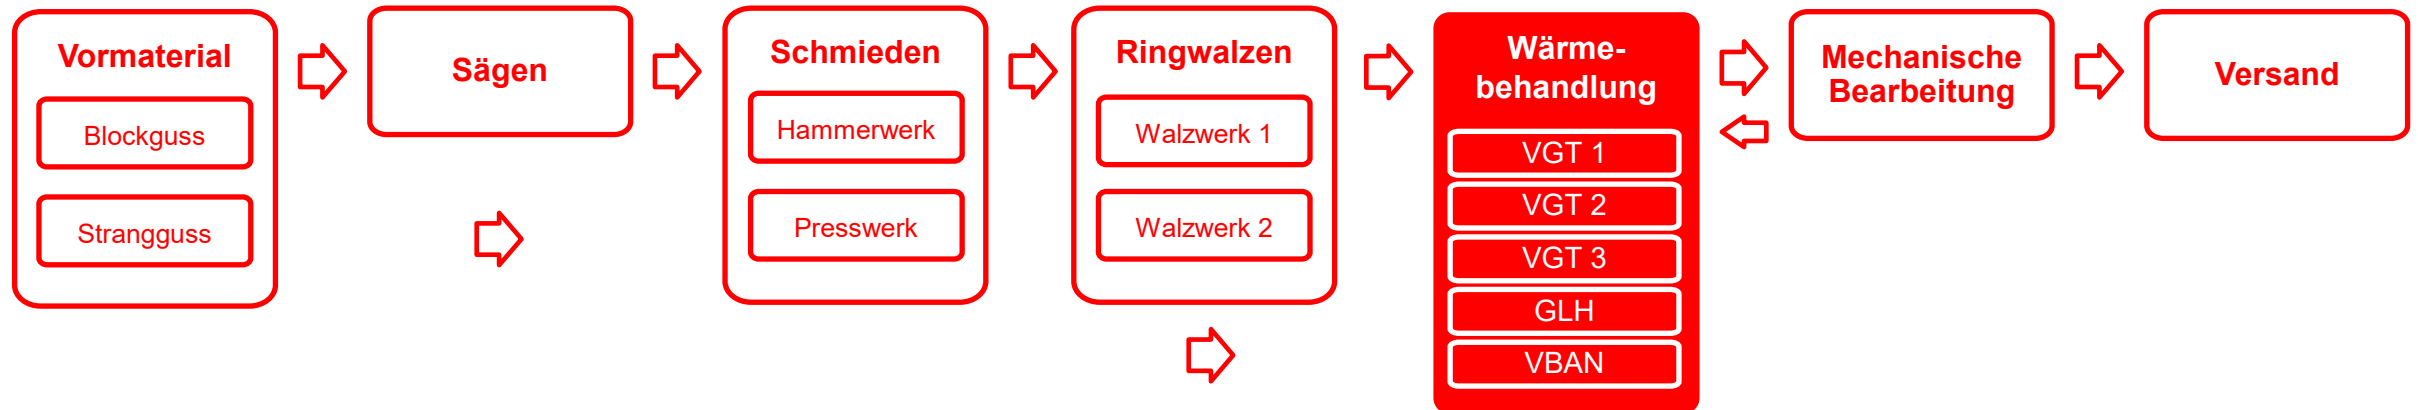 Vormaterial
Blockguss
Strangguss
Sägen
Schmieden
Hammerwerk
Presswerk
Ringwalzen
Walzwerk 1
Walzwerk 2
Wärme-
behandlung
VGT 1
VGT 2
VGT 3
GLH
VBAN
Mechanische
Bearbeitung
Versand